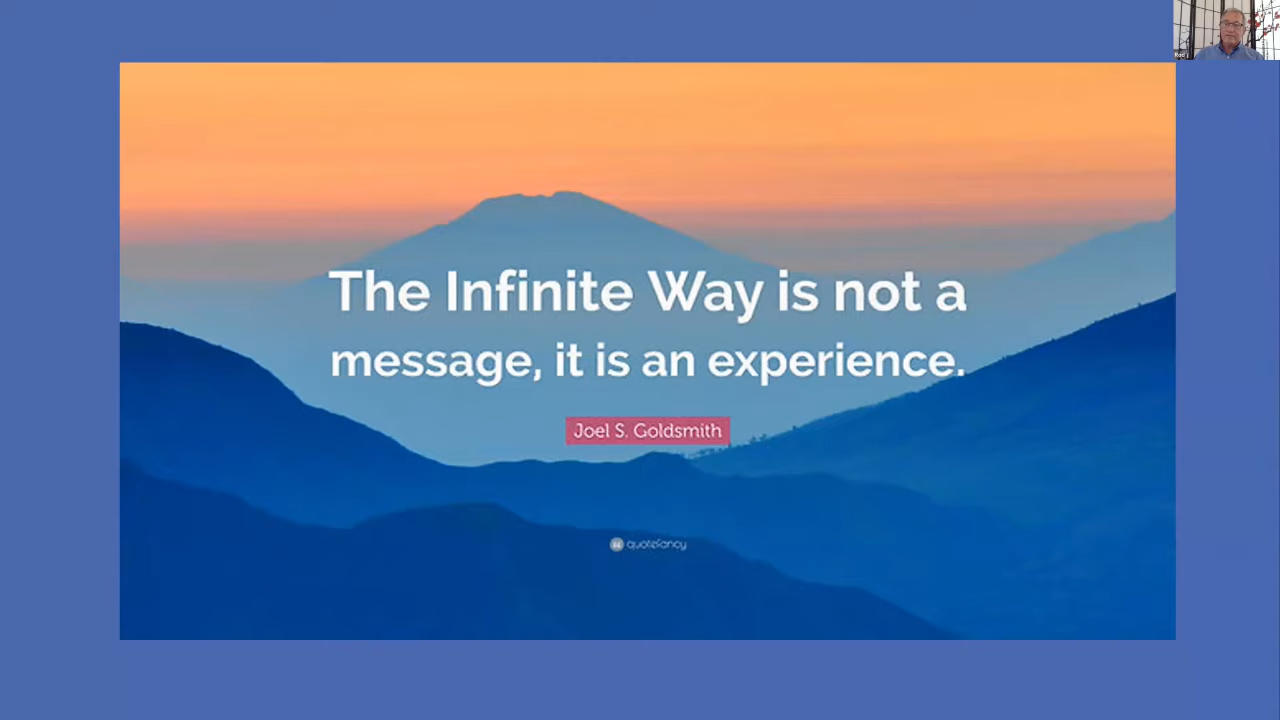 The Infinite Way is not a
message, it is an experience.
Joel S. Goldsmith
quotefancy